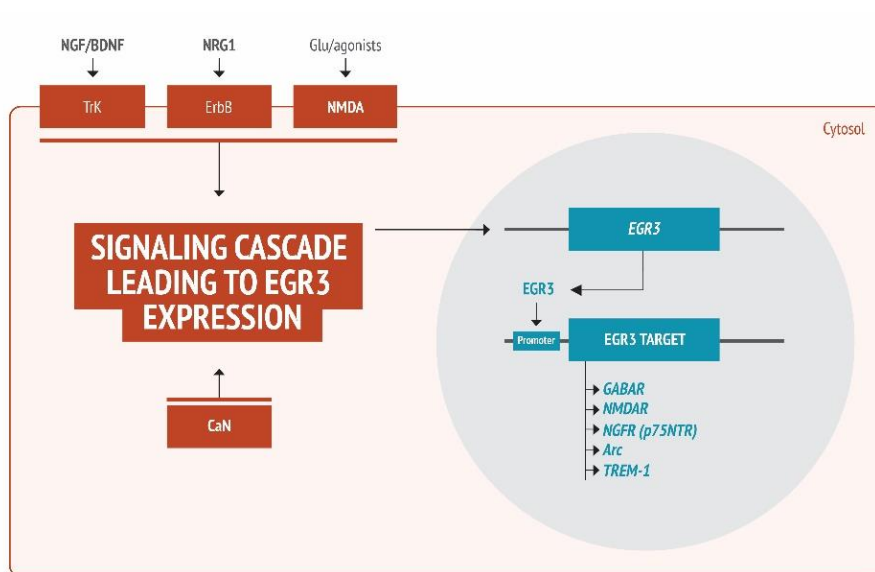 NGF/BDNF
NRG1
Glu/agonists
TrK
ErbB
NMDA
Cytosol
SIGNALING CASCADE
LEADING TO EGR3
EXPRESSION
CaN
EGR3
EGR3
Promoter
EGR3 TARGET
GABAR
NMDAR
NGFR (p75NTR)
Arc
TREM-1